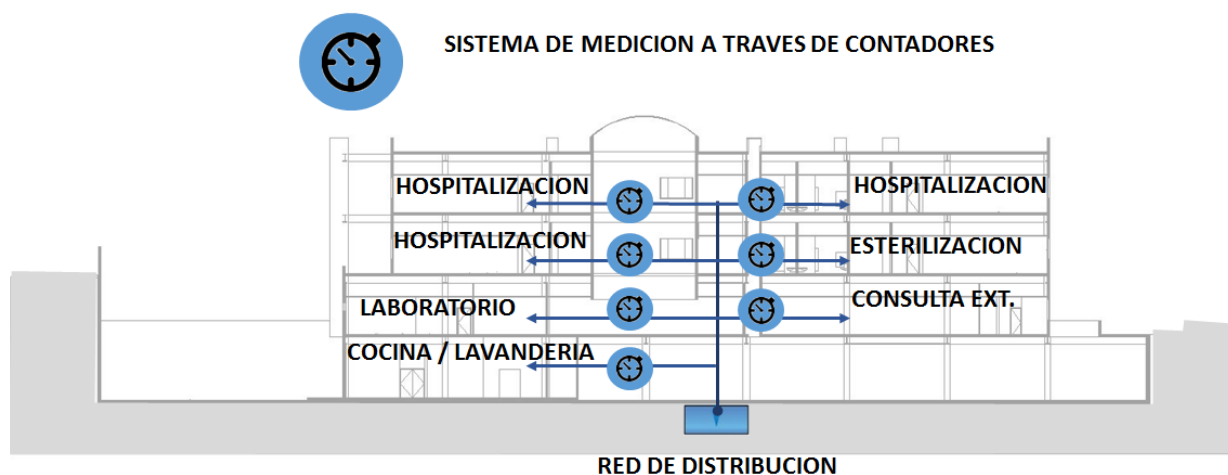 SISTEMA DE MEDICION A TRAVES DE CONTADORES
HOSPITALIZACION
HOSPITALIZACION
HOSPITALIZACION
ESTERILIZACION
LABORATORIO
CONSULTA EXT.
COCINA / LAVANDERIA
RED DE DISTRIBUCION